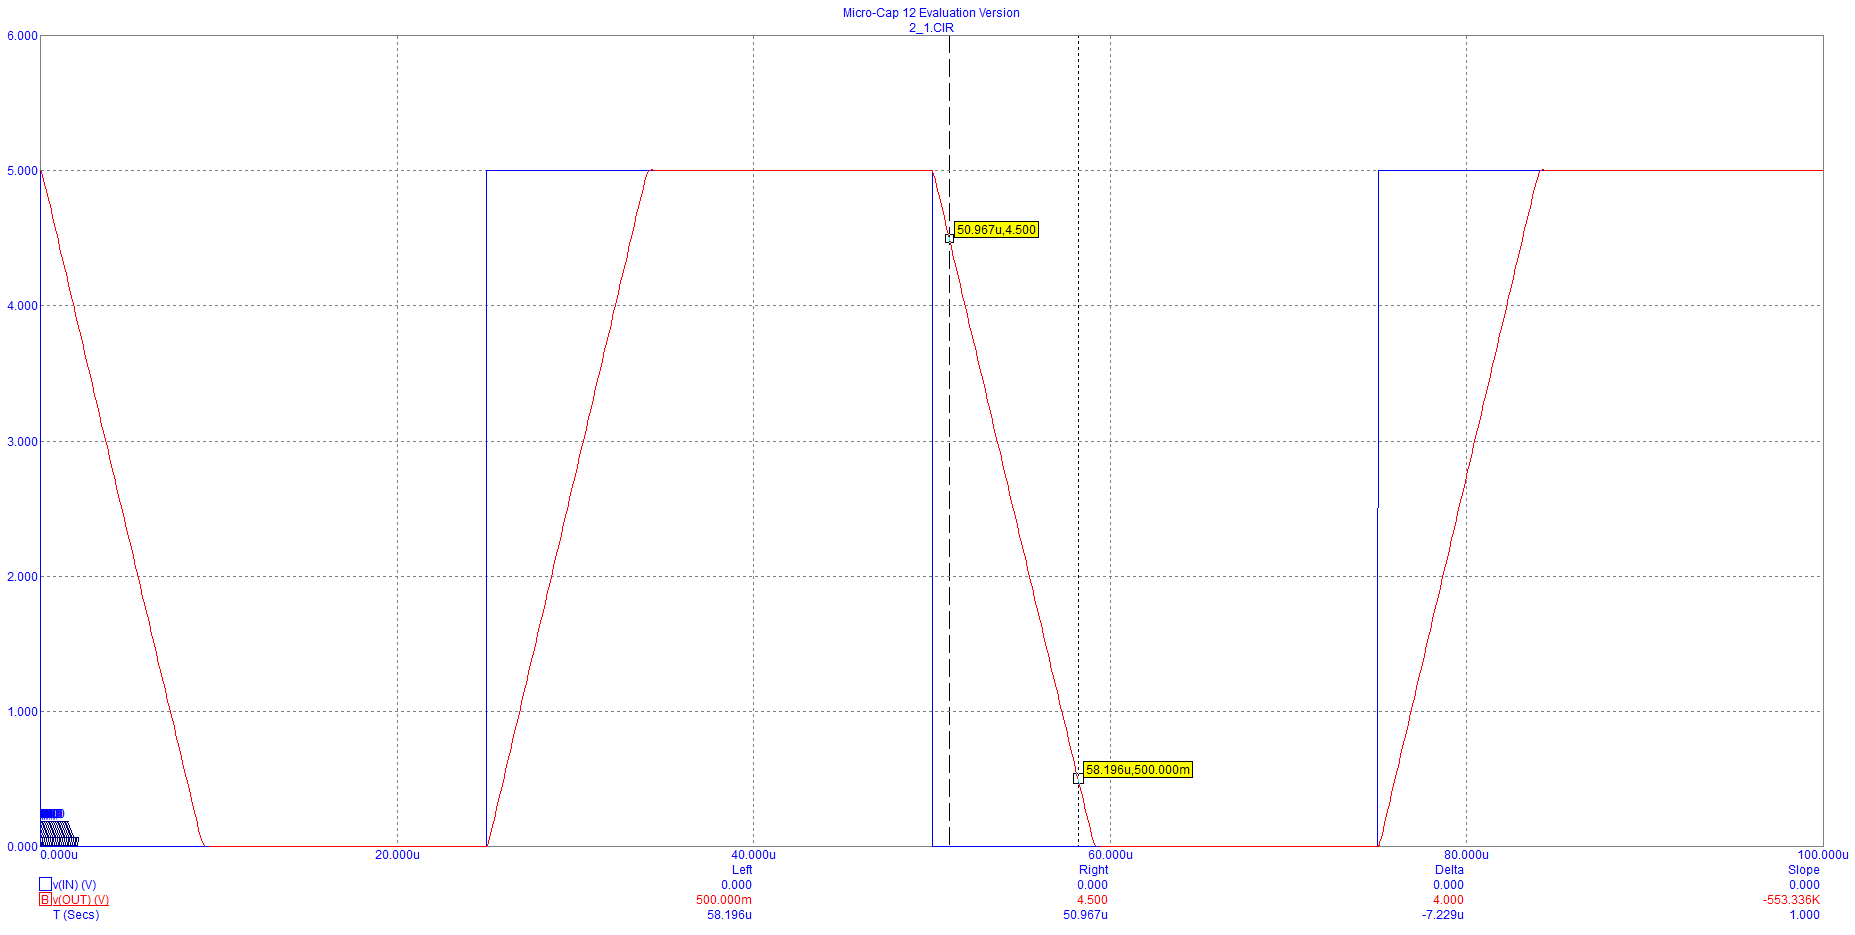 Micro-Cap 12 Evaluation Version
2_1.CIR
6.000
5.000
50.967u,4.500
4.000
3.000
2.000
1.000
58.196u,500.000m
0.000
0.000u 20.000u 40.000u 60.000u 80.000u 100.000u
Left Right Delta Slope
v(IN) (V) 0.000 0.000 0.000 0.000
B v(OUT) (V) 500.000m 4.500 4.000 -553.336K
T (Secs) 58.196u 50.967u -7.229u 1.000